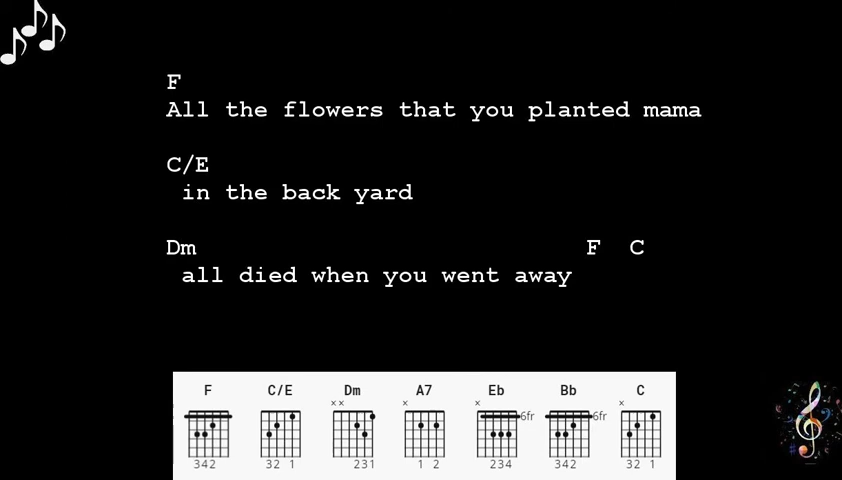 F
All the flowers that you planted mama
C/E
in the back yard
Dm F C
all died when you went away
F C/E Dm A7 Eb Bb C
× × × × × 6fr 6fr
342 32 1 231 1 2 234 342 32 1